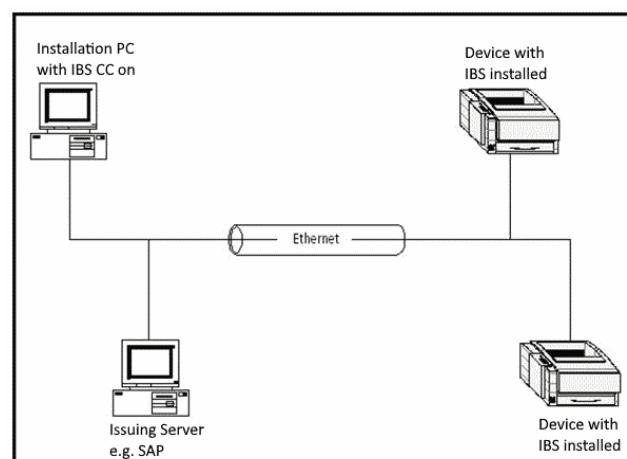 Installation PC
with IBS CC on
Device with
IBS installed
Ethernet
Issuing Server
e.g. SAP
Device with
IBS installed